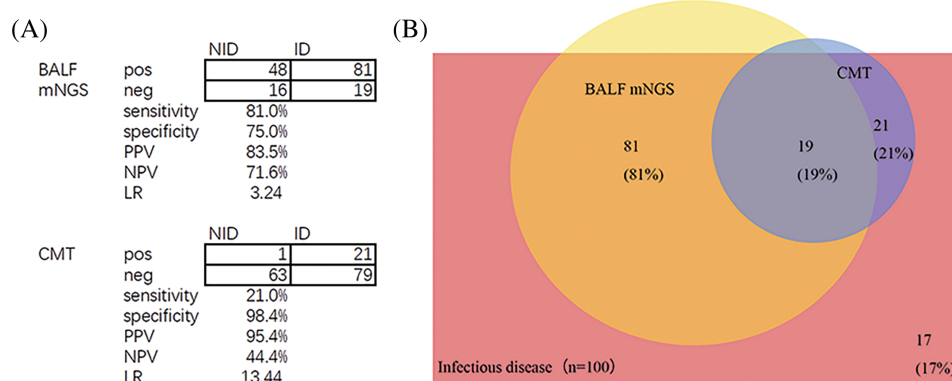 (A)
NID ID
BALF pos 48 81
mNGS neg 16 19
sensitivity 81.0%
specificity 75.0%
PPV 83.5%
NPV 71.6%
LR 3.24
NID ID
CMT pos 1 21
neg 63 79
sensitivity 21.0%
specificity 98.4%
PPV 95.4%
NPV 44.4%
LR 13.44
(B)
CMT
BALF mNGS
21
(21%)
81
(81%)
19
(19%)
17
(17%)
Infectious disease (n=100)